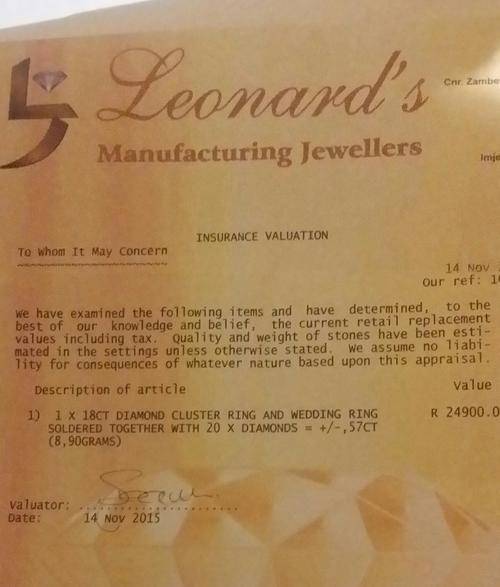 Leonard's
Cnr. Zambe
Manufacturing Jewellers
Imje
INSURANCE VALUATION
To Whom It May Concern
14 Nov
Our ref: 1
We have examined the following items and have determined, to the
best of our knowledge and belief, the current retail replacement
values including tax. Quality and weight of stones have been esti-
mated in the settings unless otherwise stated. We assume no liabi-
lity for consequences of whatever nature based upon this appraisal.
Description of article Value
1) 1 X 18CT DIAMOND CLUSTER RING AND WEDDING RING R 24900.0
SOLDERED TOGETHER WITH 20 X DIAMONDS = +/-,57CT
(8,90GRAMS)
Valuator:
Date: 14 Nov 2015